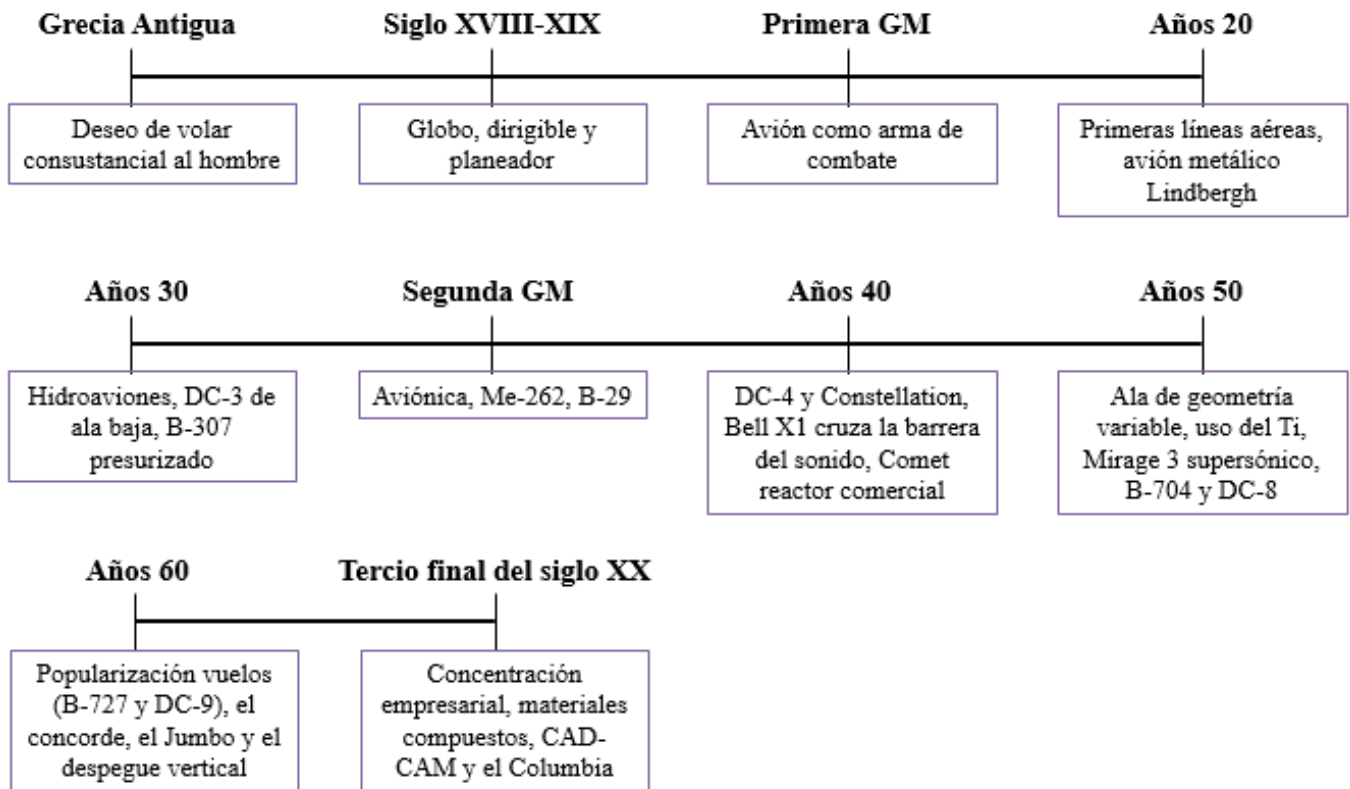 Grecia Antigua
Siglo XVIII-XIX
Primera GM
Años 20
Deseo de volar
consustancial al hombre
Globo, dirigible y
planeador
Avión como arma de
combate
Primeras líneas aéreas,
avión metálico
Lindbergh
Años 30
Segunda GM
Años 40
Años 50
Hidroaviones, DC-3 de
ala baja, B-307
presurizado
Aviónica, Me-262, B-29
DC-4 y Constellation,
Bell X1 cruza la barrera
del sonido, Comet
reactor comercial
Ala de geometría
variable, uso del Ti,
Mirage 3 supersónico,
B-704 y DC-8
Años 60
Tercio final del siglo XX
Popularización vuelos
(B-727 y DC-9), el
concorde, el Jumbo y el
despegue vertical
Concentración
empresarial, materiales
compuestos, CAD-
CAM y el Columbia